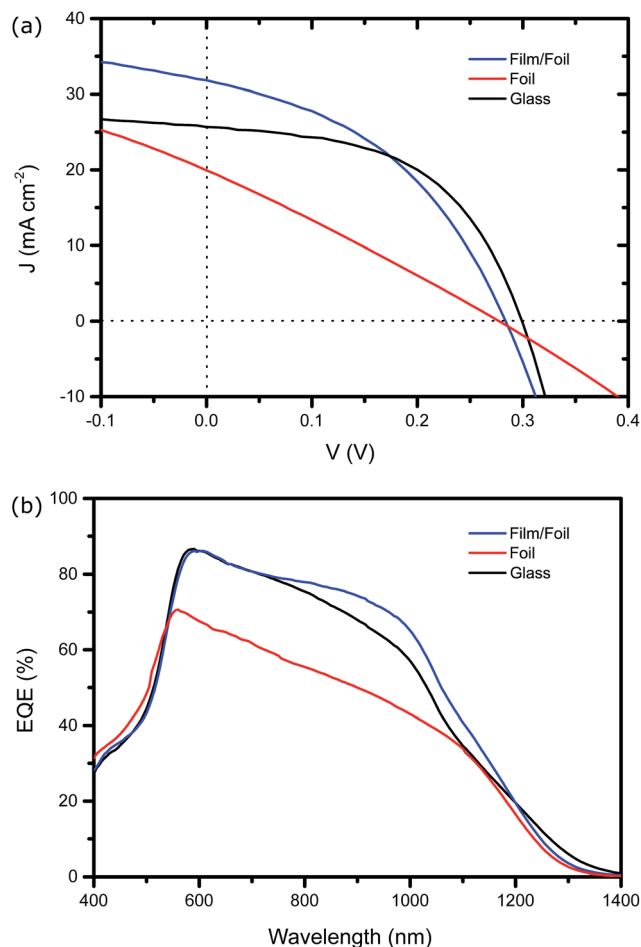 (a)
40
30
20
10
0
-10
J (mA cm⁻²)
Film/Foil
Foil
Glass
-0.1 0.0 0.1 0.2 0.3 0.4
V (V)
(b)
100
80
60
40
20
0
EQE (%)
Film/Foil
Foil
Glass
400 600 800 1000 1200 1400
Wavelength (nm)